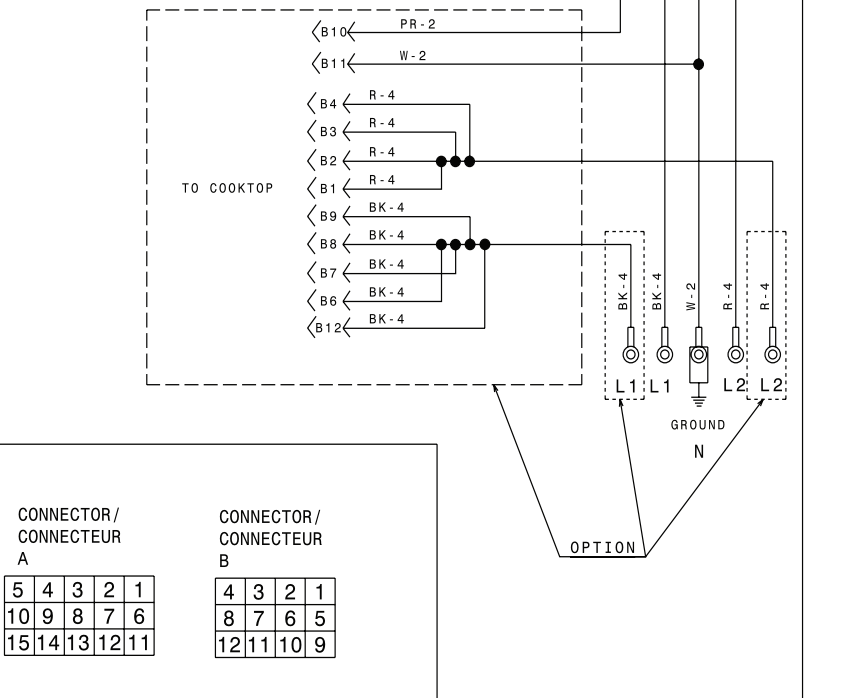 B10 PR-2
B11 W-2
B4 R-4
B3 R-4
B2 R-4
B1 R-4
TO COOKTOP
B9 BK-4
B8 BK-4
B7 BK-4
B6 BK-4
B12 BK-4
BK-4 BK-4 W-2 R-4 R-4
L1 L1 L2 L2
GROUND
N
OPTION
CONNECTOR/
CONNECTEUR
A
5 4 3 2 1
10 9 8 7 6
15 14 13 12 11
CONNECTOR/
CONNECTEUR
B
4 3 2 1
8 7 6 5
12 11 10 9